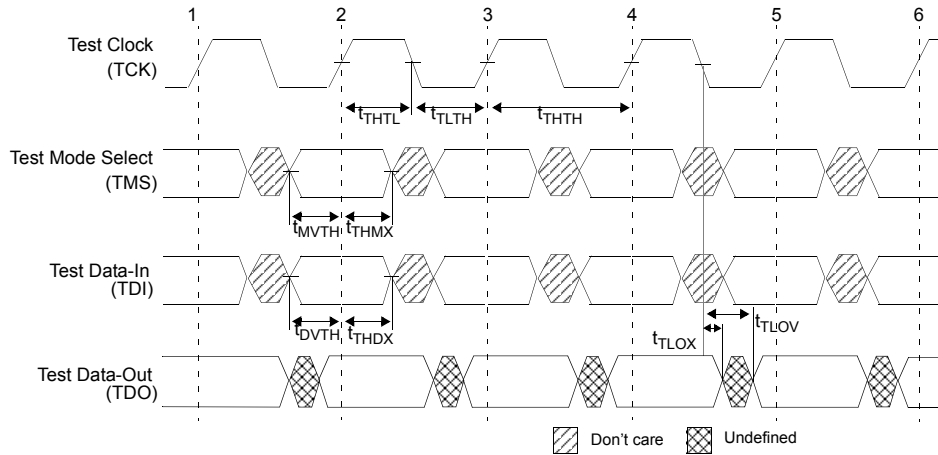 1 2 3 4 5 6
Test Clock
(TCK)
tTHTL tTLTH tTHTH
Test Mode Select
(TMS)
tMVTH tTHMX
Test Data-In
(TDI)
tDVTH tTHDX
tTLOX tTLOV
Test Data-Out
(TDO)
Don't care Undefined